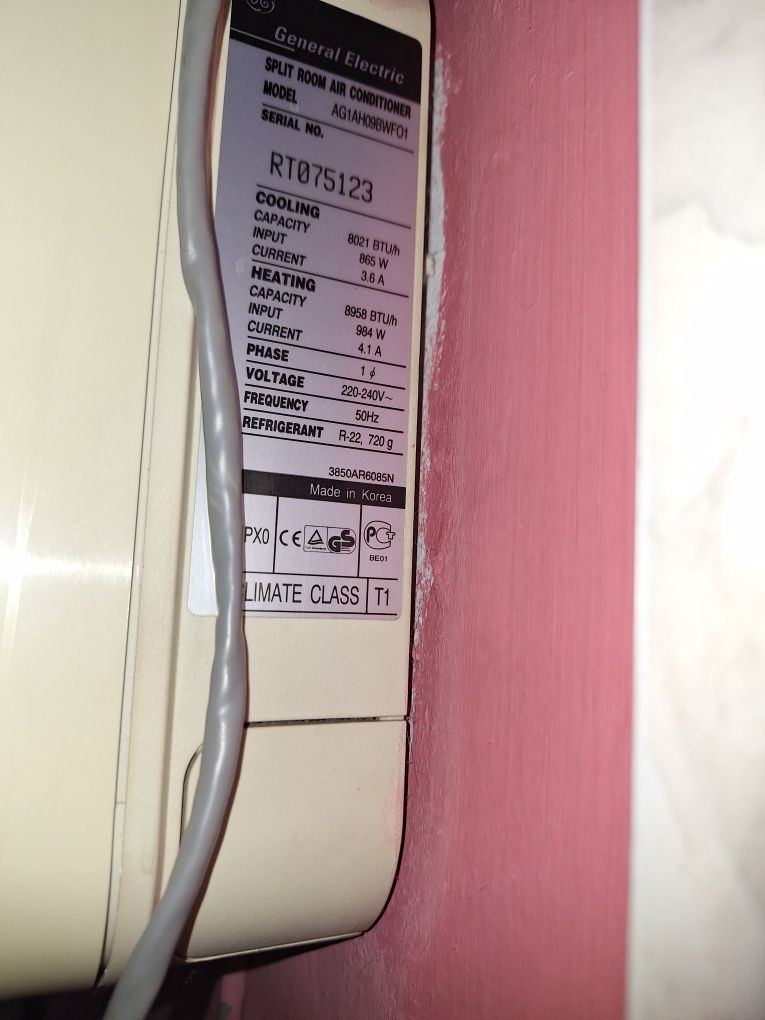 General Electric
SPLIT ROOM AIR CONDITIONER
MODEL AG1AH09BWFO1
SERIAL NO.
RT075123
COOLING
CAPACITY 8021 BTU/h
INPUT 865 W
CURRENT 3.6 A
HEATING
CAPACITY 8958 BTU/h
INPUT 984 W
CURRENT 4.1 A
PHASE 1 ϕ
VOLTAGE 220-240V~
FREQUENCY 50Hz
REFRIGERANT R-22, 720 g
3850AR6085N
Made in Korea
PX0 CE GS PCT
BE01
LIMATE CLASS T1